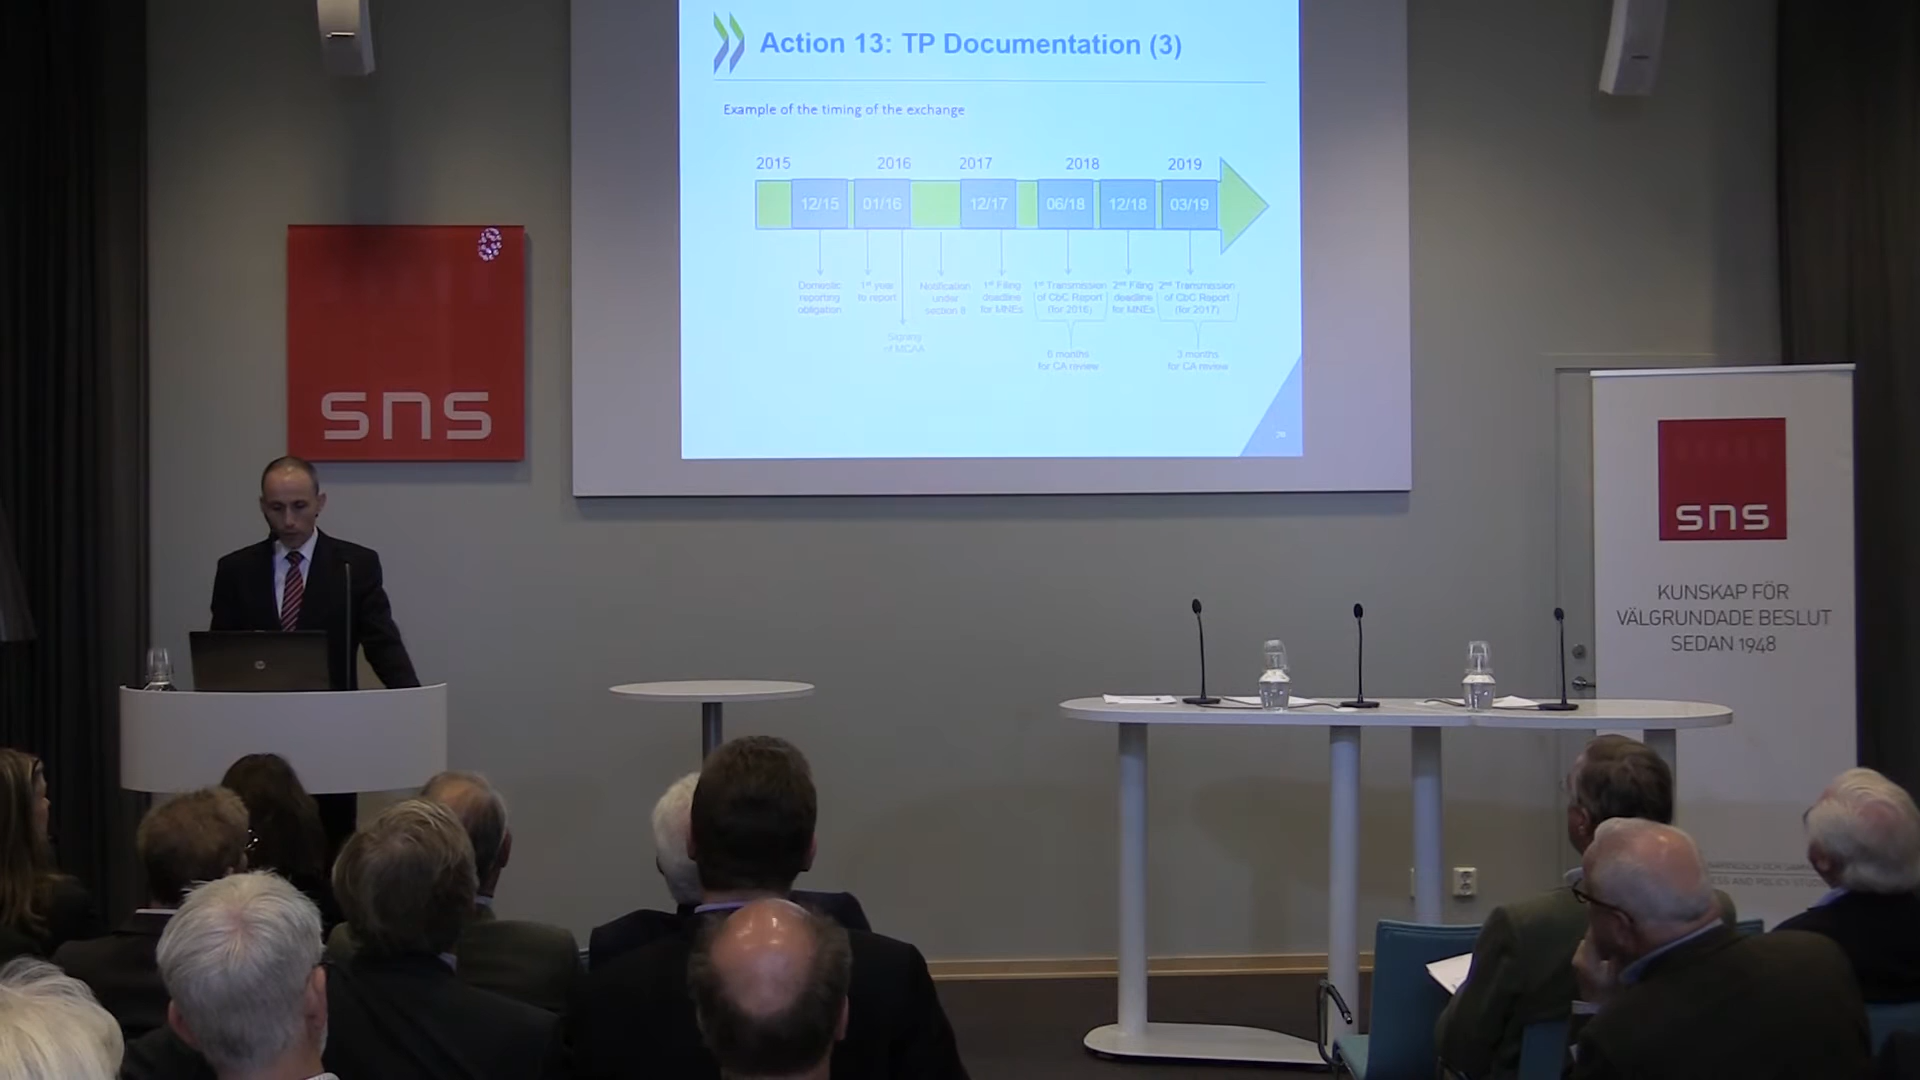 Action 13: TP Documentation (3)
Example of the timing of the exchange
2015 2016 2017 2018 2019
12/15 01/16 12/17 06/18 12/18 03/19
Domestic
reporting
obligation
1st year
to report
Signing
of MCAA
Notification
under
section 8
1st Filing
deadline
for MNEs
1st Transmission
of CbC Report
(for 2016)
6 months
for CA review
2nd Filing
deadline
for MNEs
2nd Transmission
of CbC Report
(for 2017)
3 months
for CA review
sns
sns
KUNSKAP FÖR
VÄLGRUNDADE BESLUT
SEDAN 1948
AND POLICY
hp